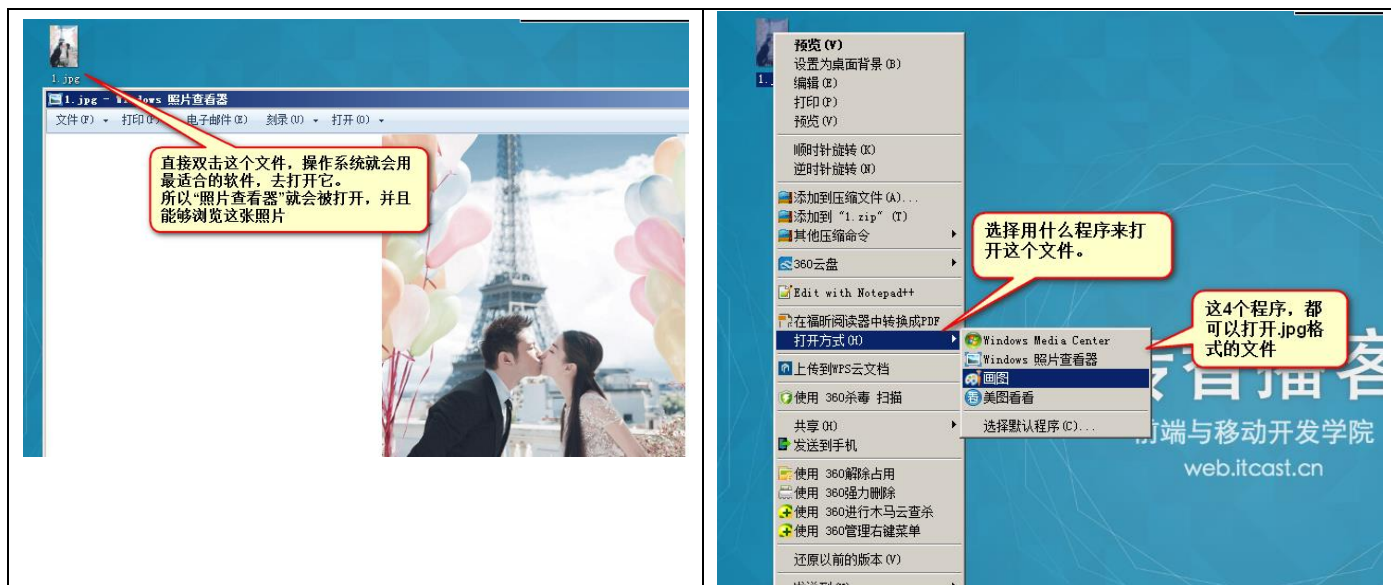 1.jpg
1.jpg - Windows 照片查看器
文件(F)
打印(P)
电子邮件(E)
刻录(U)
打开(O)
直接双击这个文件，操作系统就会用
最适合的软件，去打开它。
所以“照片查看器”就会被打开，并且
能够浏览这张照片
预览(V)
设置为桌面背景(B)
编辑(E)
打印(P)
预览(V)
顺时针旋转(K)
逆时针旋转(N)
添加到压缩文件(A)...
添加到 "1.zip" (T)
其他压缩命令
360云盘
Edit with Notepad++
在福昕阅读器中转换成PDF
打开方式(H)
上传到WPS云文档
使用 360杀毒 扫描
共享(H)
发送到手机
使用 360解除占用
使用 360强力删除
使用 360进行木马云查杀
使用 360管理右键菜单
还原以前的版本(V)
选择用什么程序来打
开这个文件。
这4个程序，都
可以打开.jpg格
式的文件
Windows Media Center
Windows 照片查看器
画图
美图看看
选择默认程序(C)...
智播客
前端与移动开发学院
web.itcast.cn